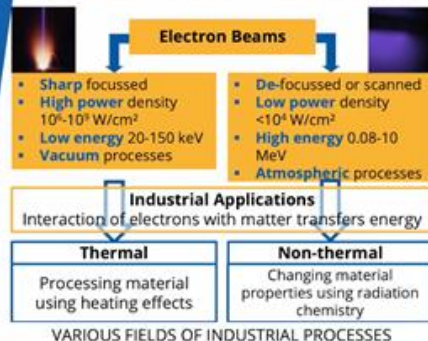 Electron Beams
Sharp focussed
High power density
10⁶-10⁹ W/cm²
Low energy 20-150 keV
Vacuum processes
De-focussed or scanned
Low power density
<10⁴ W/cm²
High energy 0.08-10
MeV
Atmospheric processes
Industrial Applications
Interaction of electrons with matter transfers energy
Thermal
Processing material
using heating effects
Non-thermal
Changing material
properties using radiation
chemistry
VARIOUS FIELDS OF INDUSTRIAL PROCESSES